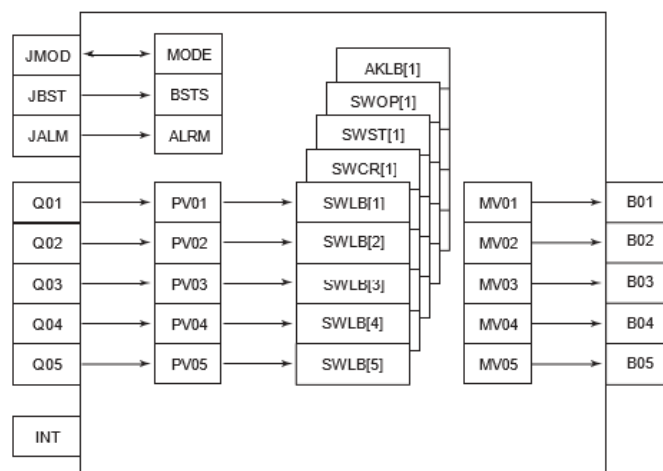 JMOD MODE AKLB[1]
JBST BSTS SWOP[1]
JALM ALRM SWST[1]
SWCR[1]
Q01 PV01 SWLB[1] MV01 B01
Q02 PV02 SWLB[2] MV02 B02
Q03 PV03 SWLB[3] MV03 B03
Q04 PV04 SWLB[4] MV04 B04
Q05 PV05 SWLB[5] MV05 B05
INT